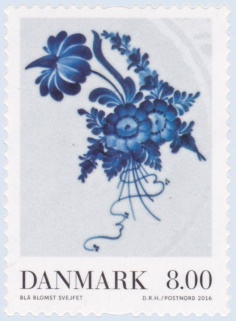 DANMARK 8.00
BLÅ BLOMST SVEJFET D.R.H./POSTNORD 2016